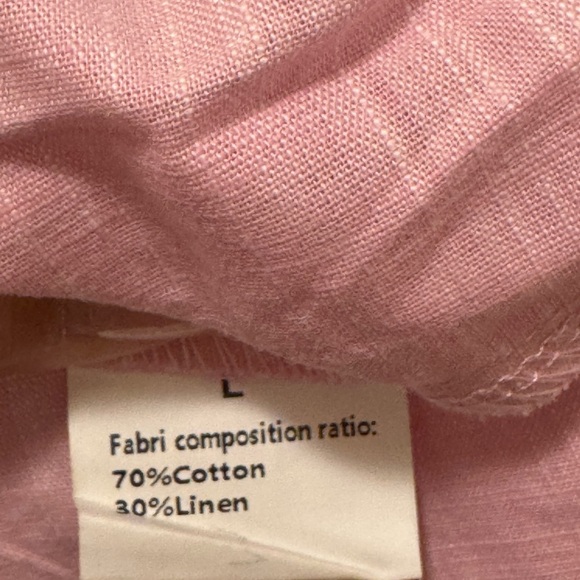 L
Fabri composition ratio:
70%Cotton
30%Linen